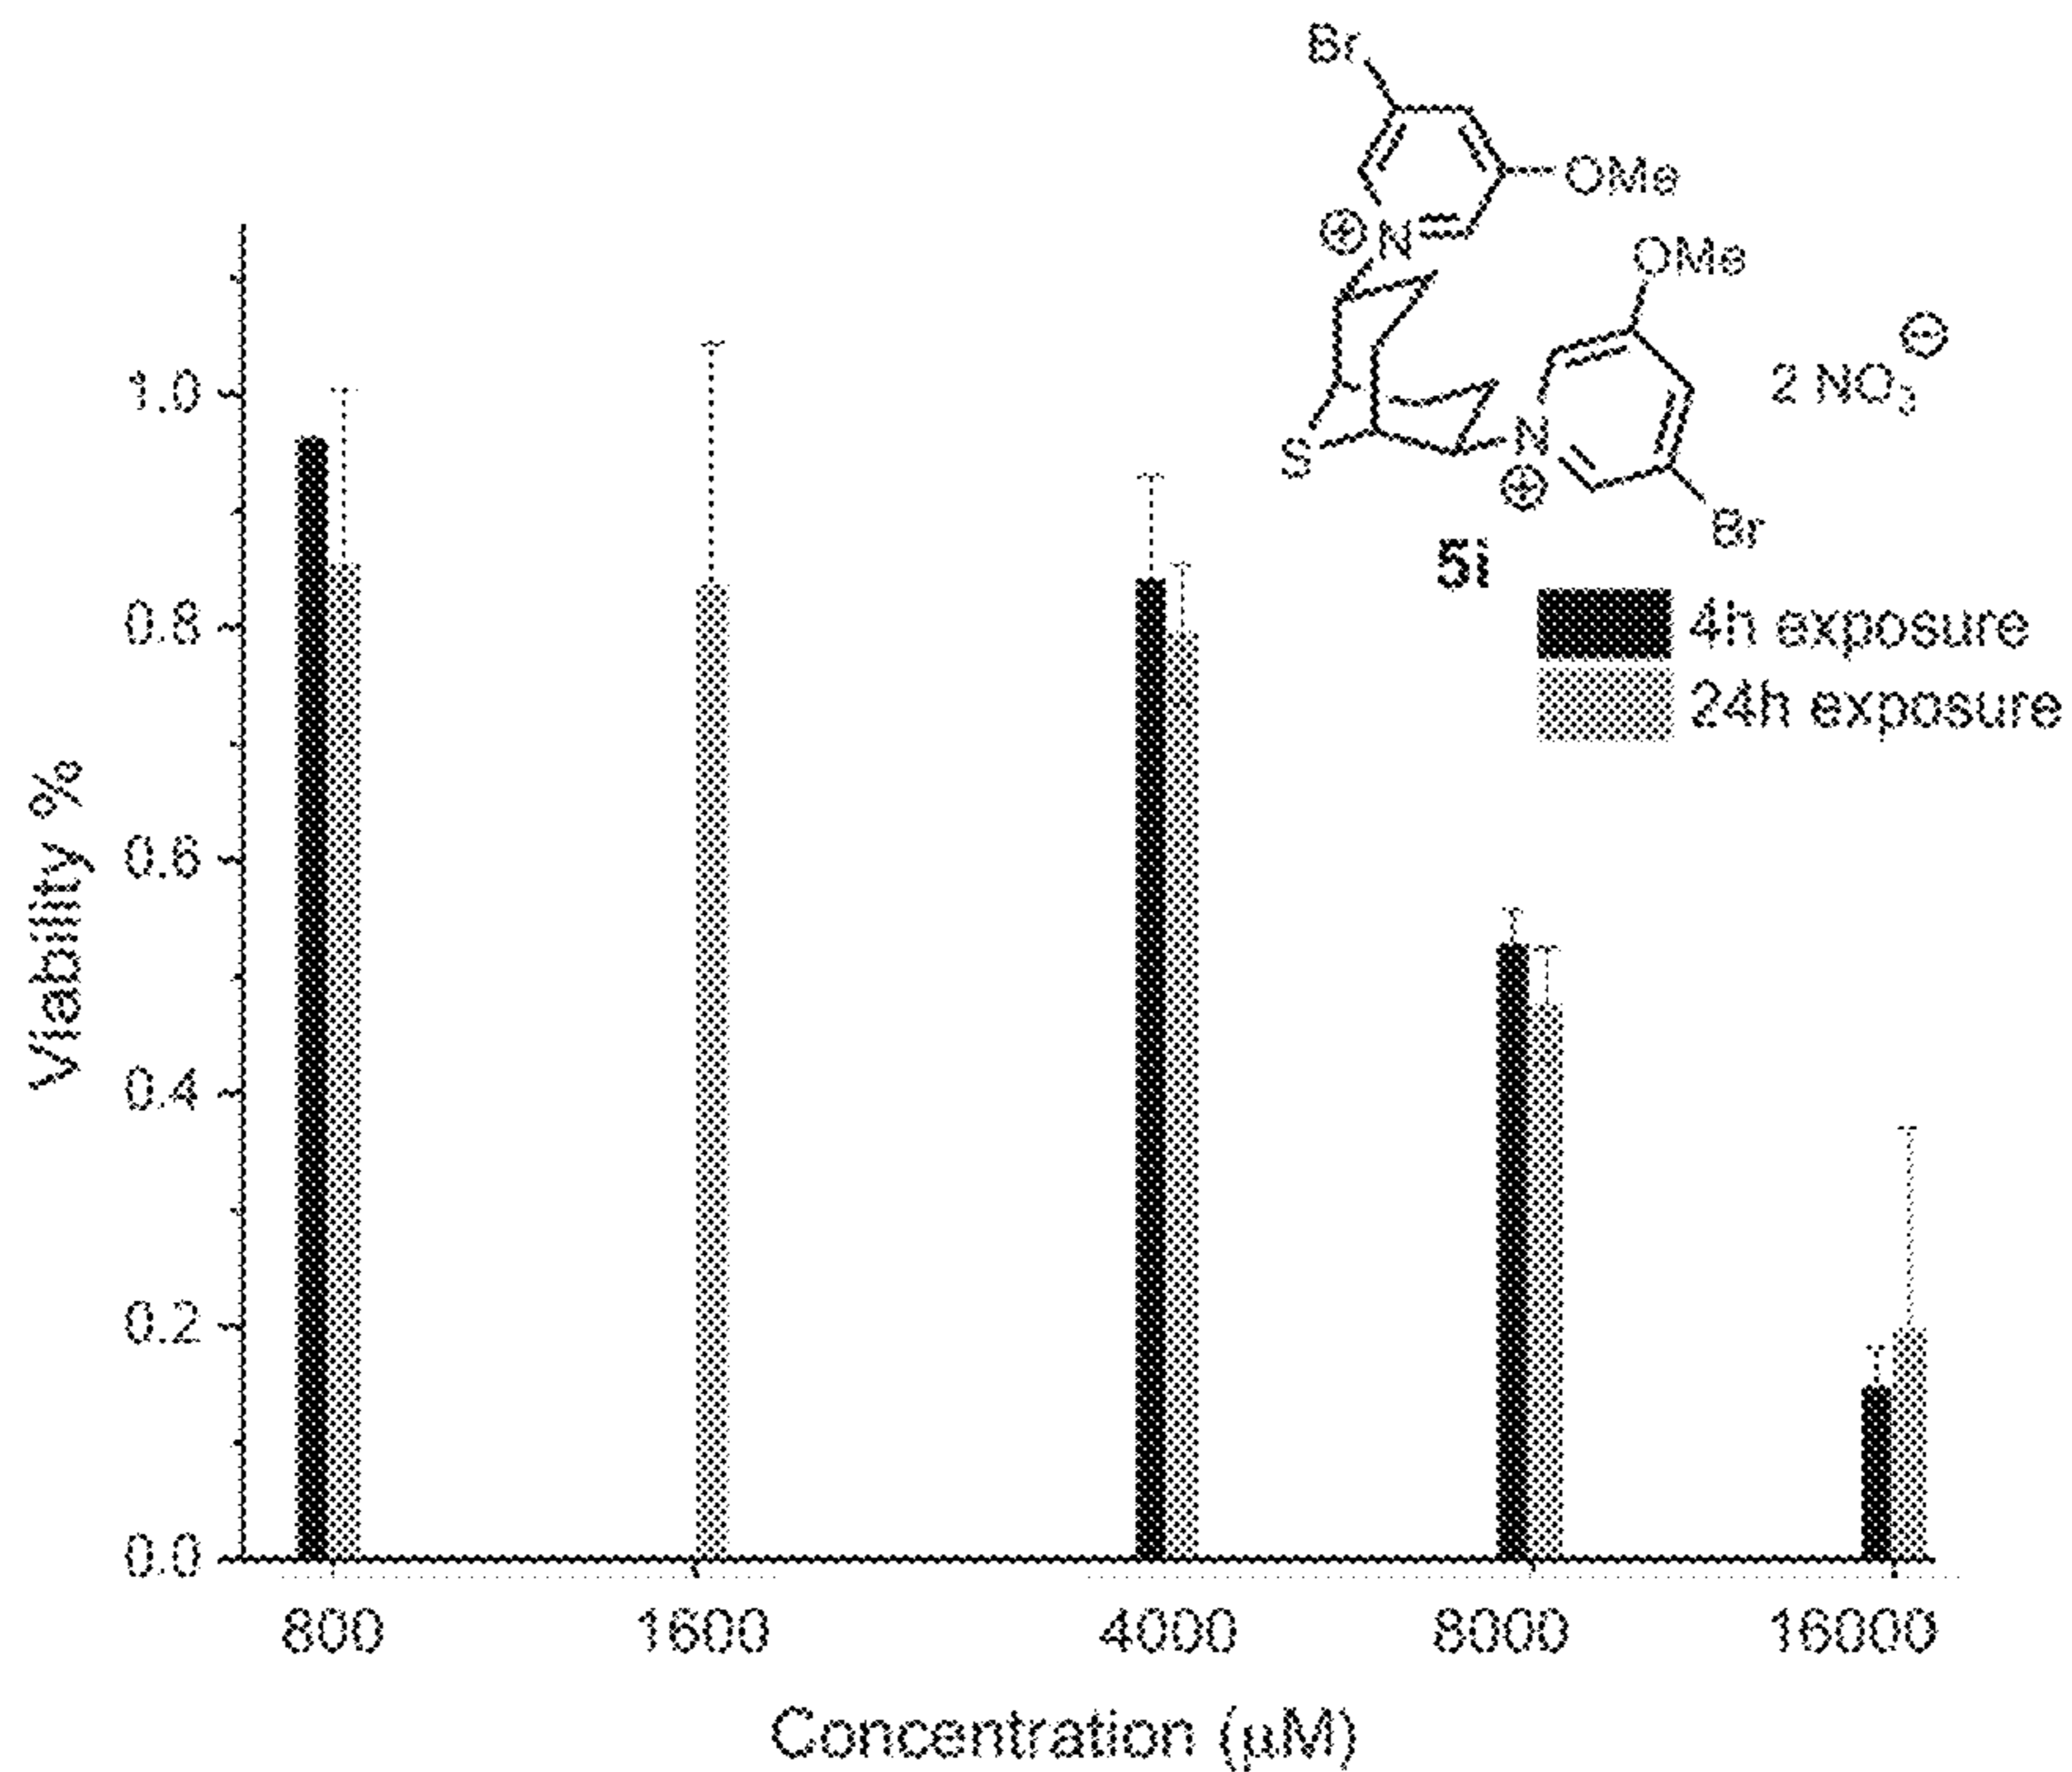 Br
OMe
⊕ N
OMe
⊖
2 NO3
S
N
⊕
Br
5i
4h exposure
24h exposure
Viability %
1.0
0.8
0.6
0.4
0.2
0.0
800
1600
4000
8000
16000
Concentration (µM)